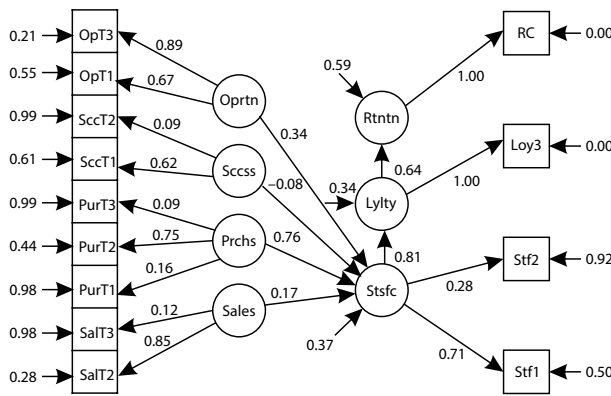 0.21 OpT3
0.55 OpT1
0.99 SccT2
0.61 SccT1
0.99 PurT3
0.44 PurT2
0.98 PurT1
0.98 SalT3
0.28 SalT2
0.89
0.67
0.09
0.62
0.09
0.75
0.16
0.12
0.85
Oprtn
Sccss
Prchs
Sales
0.34
–0.08
0.76
0.17
0.59
Rtntn
0.64
0.34
Lylty
0.81
Stsfc
0.37
1.00
1.00
0.28
0.71
RC 0.00
Loy3 0.00
Stf2 0.92
Stf1 0.50